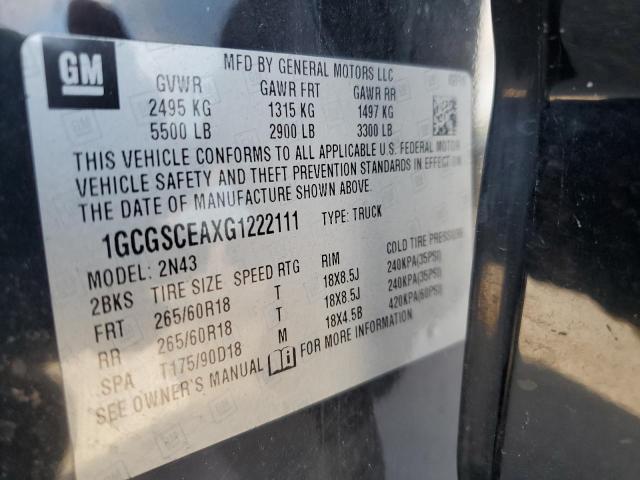 GM
MFD BY GENERAL MOTORS LLC
GVWR GAWR FRT GAWR RR
2495 KG 1315 KG 1497 KG
5500 LB 2900 LB 3300 LB
THIS VEHICLE CONFORMS TO ALL APPLICABLE U.S. FEDERAL MOTOR
VEHICLE SAFETY AND THEFT PREVENTION STANDARDS IN EFFECT ON
THE DATE OF MANUFACTURE SHOWN ABOVE.
1GCGSCEAXG1222111 TYPE: TRUCK
MODEL: 2N43
2BKS TIRE SIZE SPEED RTG RIM COLD TIRE PRESSURE
FRT 265/60R18 T 18X8.5J 240KPA(35PSI)
RR 265/60R18 T 18X8.5J 240KPA(35PSI)
SPA T175/90D18 M 18X4.5B 420KPA(60PSI)
SEE OWNER'S MANUAL FOR MORE INFORMATION